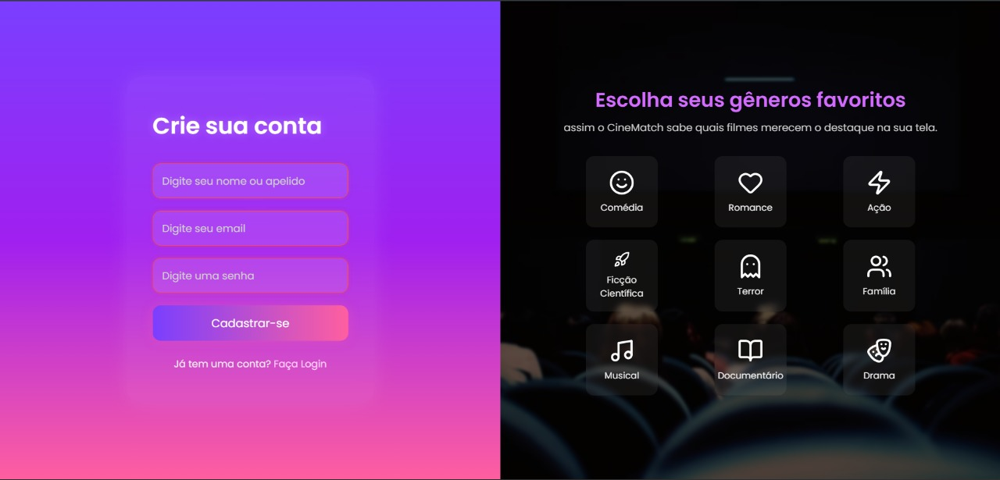 Crie sua conta
Digite seu nome ou apelido
Digite seu email
Digite uma senha
Cadastrar-se
Já tem uma conta? Faça Login
Escolha seus gêneros favoritos
assim o CineMatch sabe quais filmes merecem o destaque na sua tela.
Comédia
Romance
Ação
Ficção
Científica
Terror
Família
Musical
Documentário
Drama